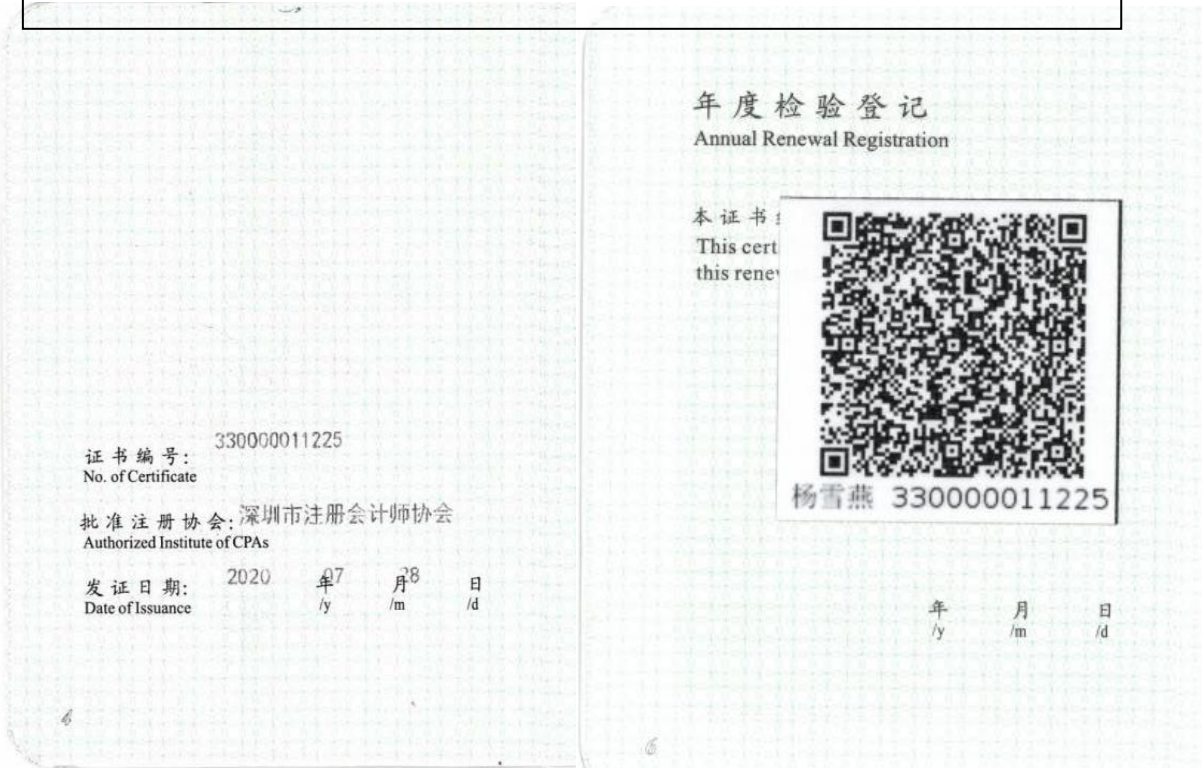 证书编号: 330000011225
No. of Certificate
批准注册协会: 深圳市注册会计师协会
Authorized Institute of CPAs
发证日期: 2020 年 07 月 28 日
Date of Issuance /y /m /d
4
年度检验登记
Annual Renewal Registration
本证书
This cert
this renew
杨雪燕 330000011225
年 月 日
/y /m /d
6